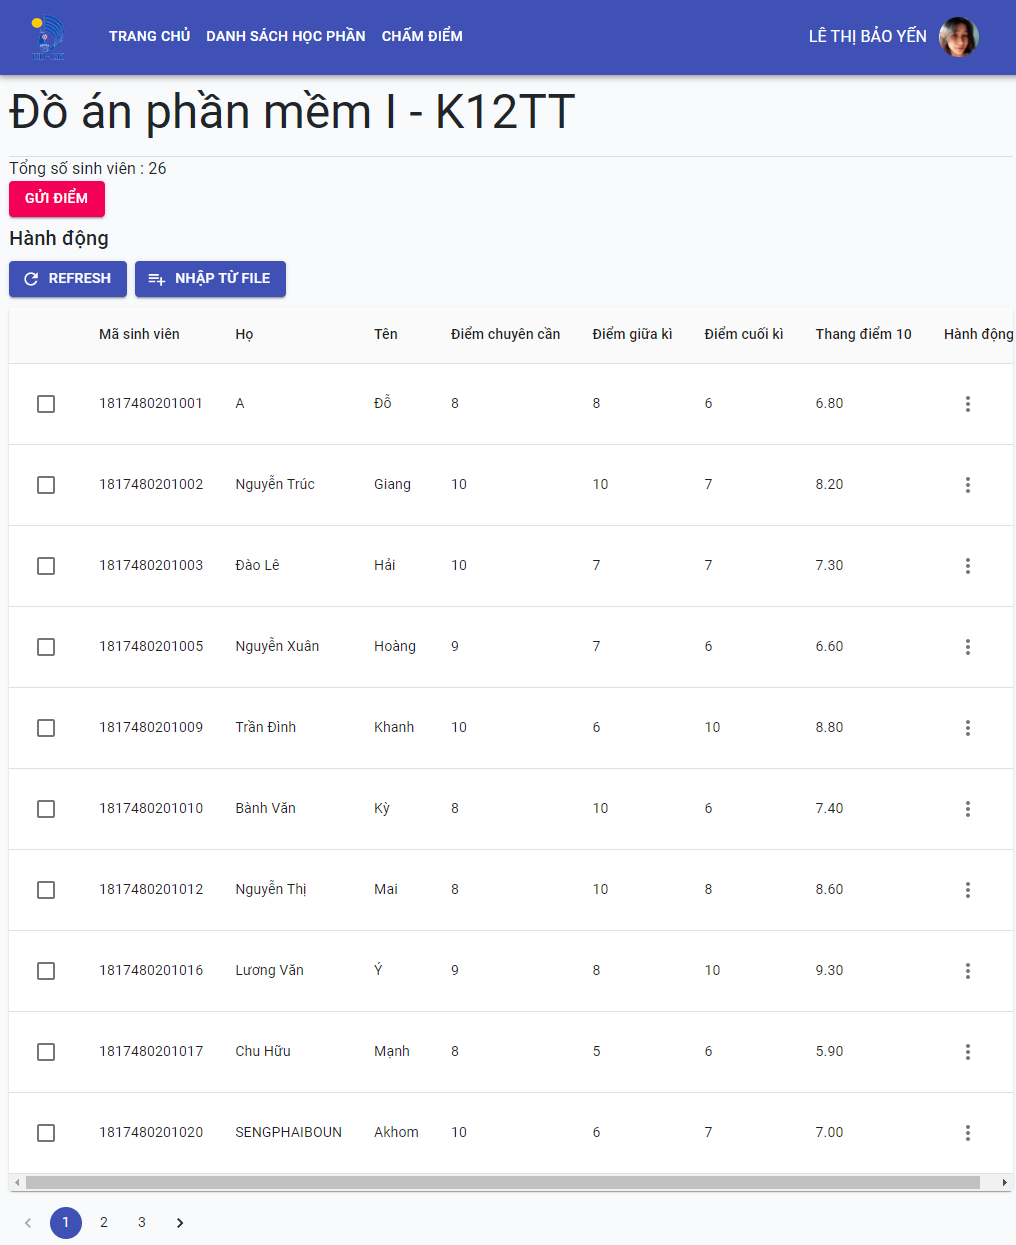 TRANG CHỦ DANH SÁCH HỌC PHẦN CHẤM ĐIỂM LÊ THỊ BẢO YẾN
Đồ án phần mềm I - K12TT
Tổng số sinh viên : 26
GỬI ĐIỂM
Hành động
REFRESH NHẬP TỪ FILE
Mã sinh viên Họ Tên Điểm chuyên cần Điểm giữa kì Điểm cuối kì Thang điểm 10 Hành động
1817480201001 A Đỗ 8 8 6 6.80
1817480201002 Nguyễn Trúc Giang 10 10 7 8.20
1817480201003 Đào Lê Hải 10 7 7 7.30
1817480201005 Nguyễn Xuân Hoàng 9 7 6 6.60
1817480201009 Trần Đình Khanh 10 6 10 8.80
1817480201010 Bành Văn Kỳ 8 10 6 7.40
1817480201012 Nguyễn Thị Mai 8 10 8 8.60
1817480201016 Lương Văn Ý 9 8 10 9.30
1817480201017 Chu Hữu Mạnh 8 5 6 5.90
1817480201020 SENGPHAIBOUN Akhom 10 6 7 7.00
1 2 3